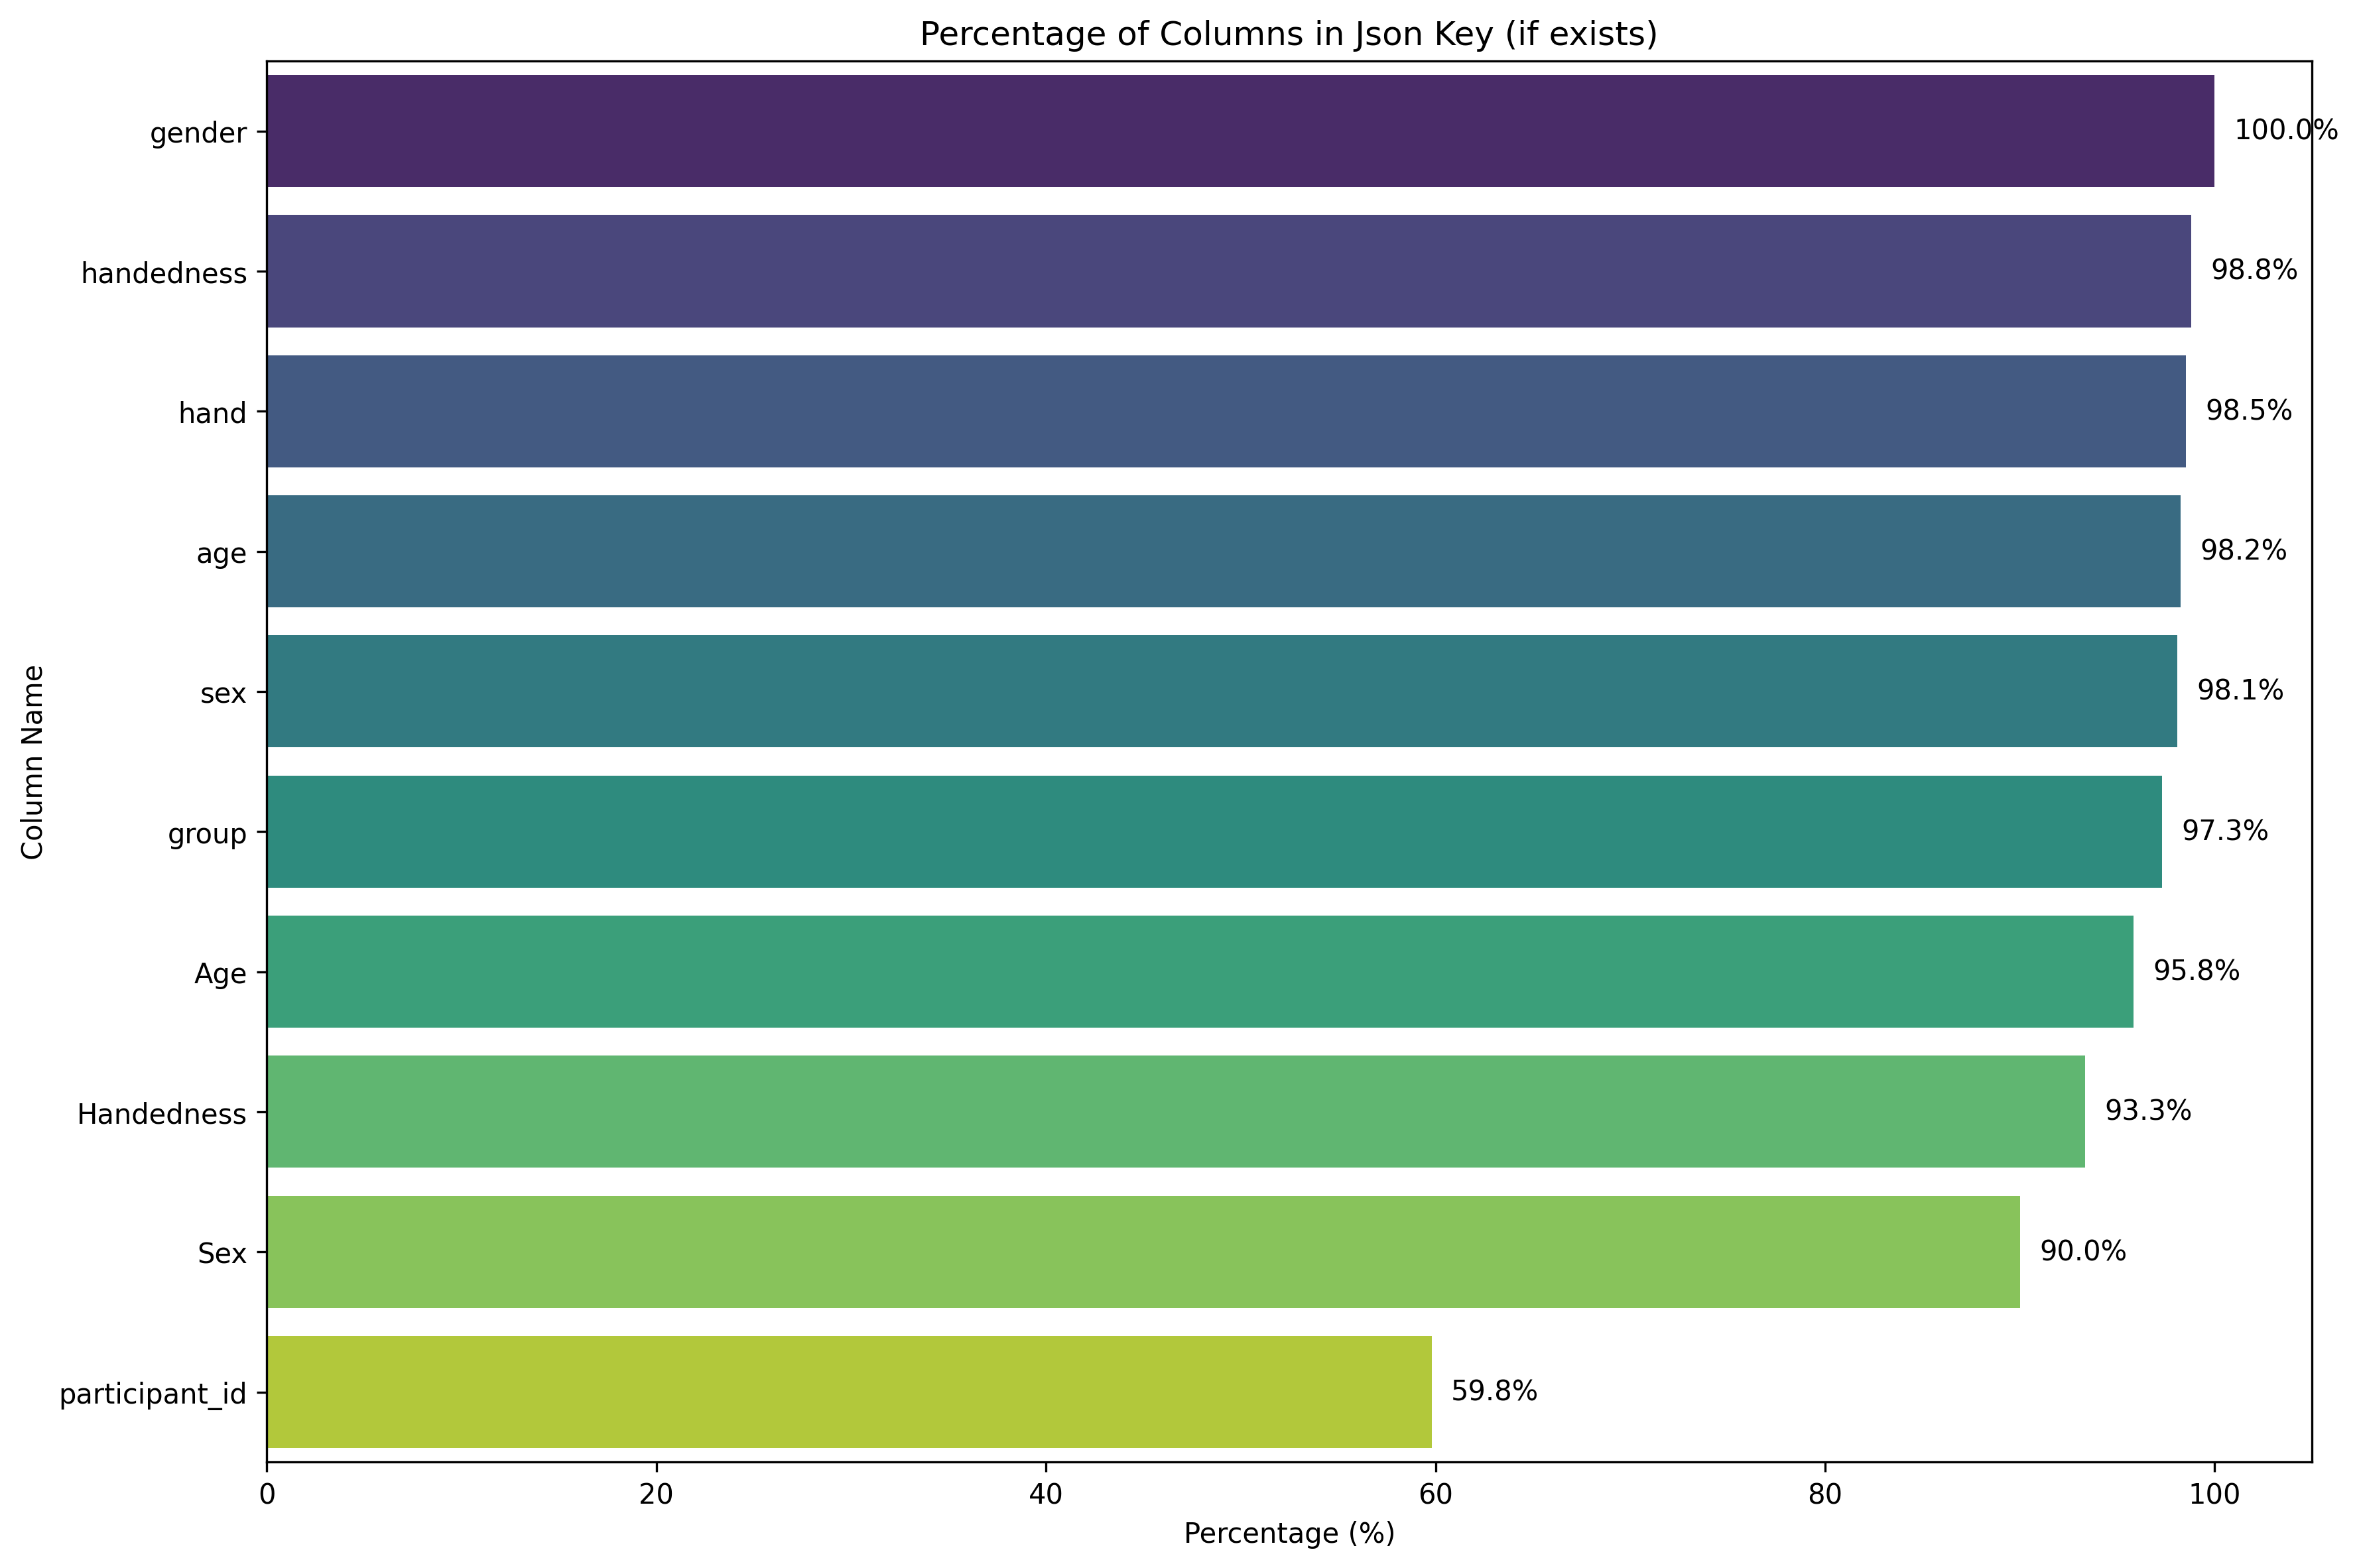 Percentage of Columns in Json Key (if exists)
gender 100.0%
handedness 98.8%
hand 98.5%
age 98.2%
sex 98.1%
group 97.3%
Age 95.8%
Handedness 93.3%
Sex 90.0%
participant_id 59.8%
Column Name
0 20 40 60 80 100
Percentage (%)